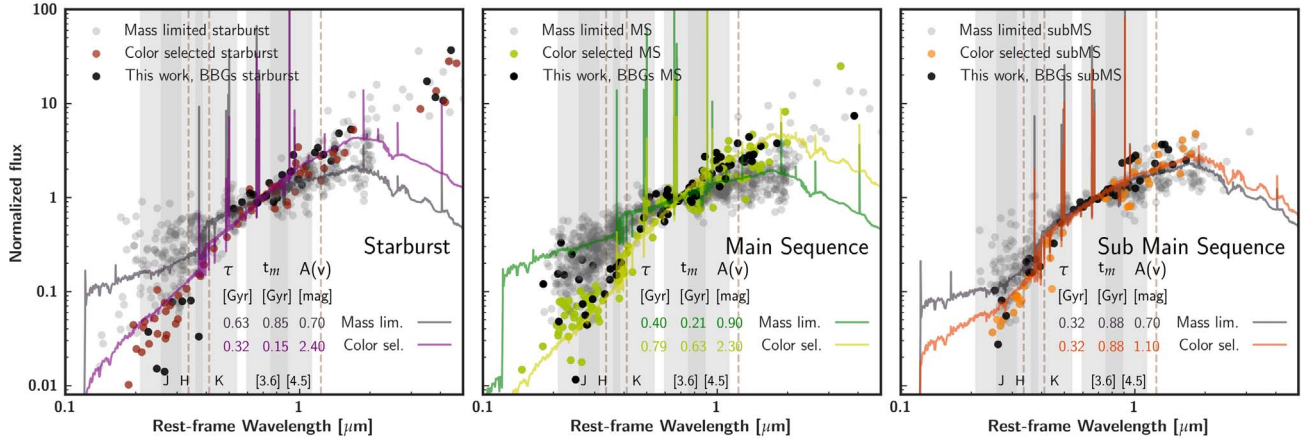 Normalized flux
100
10
1
0.1
0.01
Mass limited starburst
Color selected starburst
This work, BBGs starburst
Starburst
τ tm A(v)
[Gyr] [Gyr] [mag]
0.63 0.85 0.70 Mass lim.
0.32 0.15 2.40 Color sel.
J H K [3.6] [4.5]
0.1 1
Rest-frame Wavelength [μm]
Mass limited MS
Color selected MS
This work, BBGs MS
Main Sequence
τ tm A(v)
[Gyr] [Gyr] [mag]
0.40 0.21 0.90 Mass lim.
0.79 0.63 2.30 Color sel.
J H K [3.6] [4.5]
0.1 1
Rest-frame Wavelength [μm]
Mass limited subMS
Color selected subMS
This work, BBGs subMS
Sub Main Sequence
τ tm A(v)
[Gyr] [Gyr] [mag]
0.32 0.88 0.70 Mass lim.
0.32 0.88 1.10 Color sel.
J H K [3.6] [4.5]
0.1 1
Rest-frame Wavelength [μm]